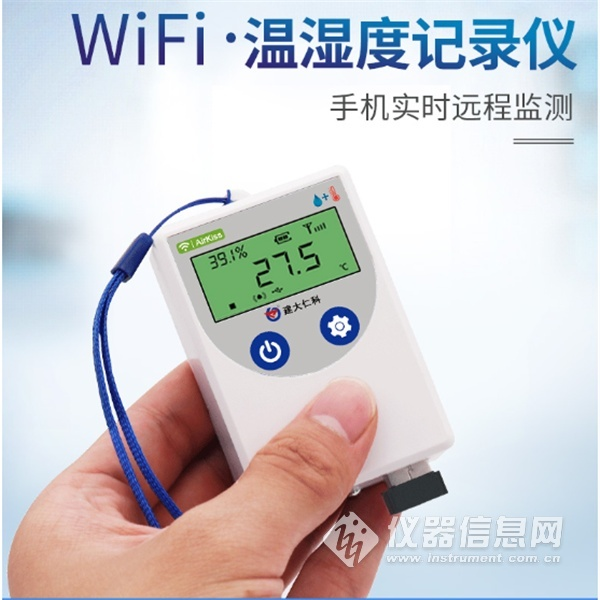 WiFi·温湿度记录仪
手机实时远程监测
AirKiss
39.1%
27.5
℃
建大仁科
仪器信息网
www.instrument.com.cn